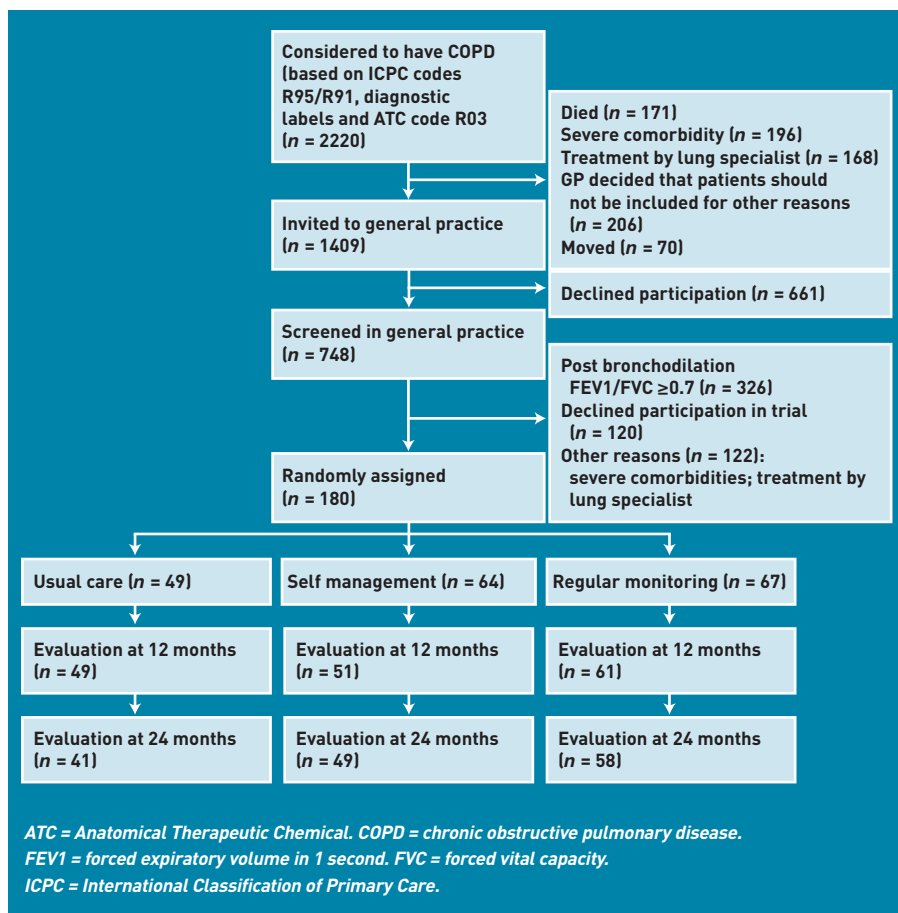 Considered to have COPD
(based on ICPC codes
R95/R91, diagnostic
labels and ATC code R03
(n = 2220)
Died (n = 171)
Severe comorbidity (n = 196)
Treatment by lung specialist (n = 168)
GP decided that patients should
not be included for other reasons
(n = 206)
Moved (n = 70)
Invited to general practice
(n = 1409)
Declined participation (n = 661)
Screened in general practice
(n = 748)
Post bronchodilation
FEV1/FVC ≥0.7 (n = 326)
Declined participation in trial
(n = 120)
Other reasons (n = 122):
severe comorbidities; treatment by
lung specialist
Randomly assigned
(n = 180)
Usual care (n = 49)
Self management (n = 64)
Regular monitoring (n = 67)
Evaluation at 12 months
(n = 49)
Evaluation at 12 months
(n = 51)
Evaluation at 12 months
(n = 61)
Evaluation at 24 months
(n = 41)
Evaluation at 24 months
(n = 49)
Evaluation at 24 months
(n = 58)
ATC = Anatomical Therapeutic Chemical. COPD = chronic obstructive pulmonary disease.
FEV1 = forced expiratory volume in 1 second. FVC = forced vital capacity.
ICPC = International Classification of Primary Care.